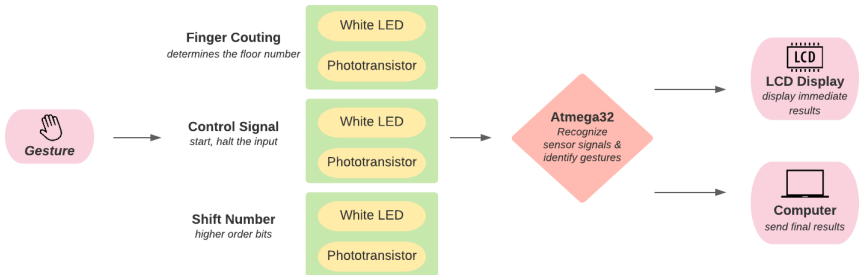 Gesture
Finger Couting
determines the floor number
White LED
Phototransistor
Control Signal
start, halt the input
White LED
Phototransistor
Shift Number
higher order bits
White LED
Phototransistor
Atmega32
Recognize
sensor signals &
identify gestures
LCD
LCD Display
display immediate
results
Computer
send final results